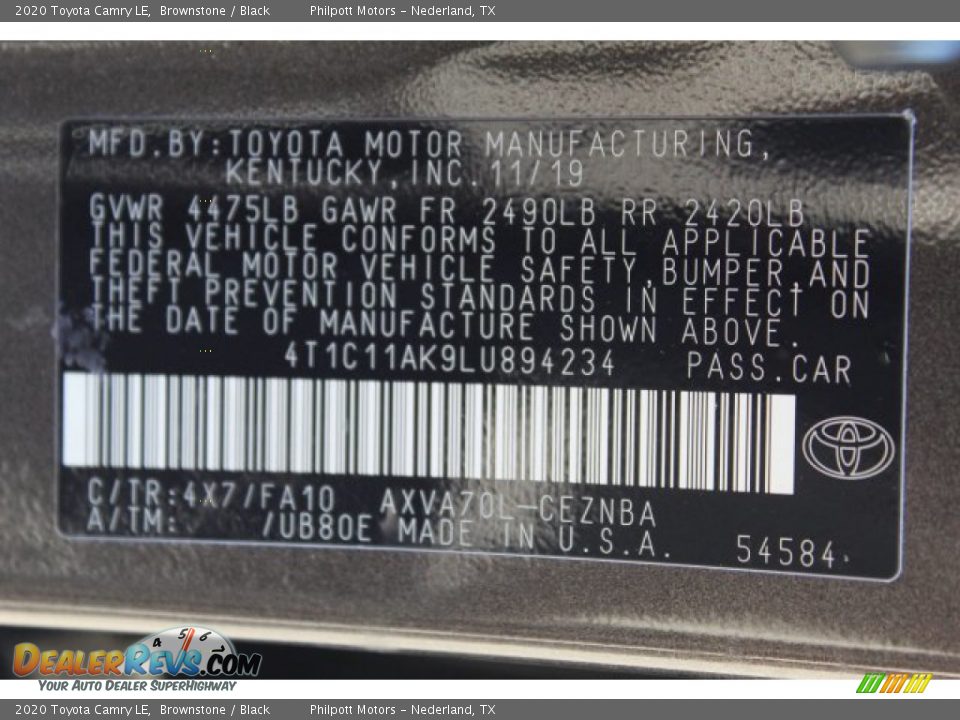 2020 Toyota Camry LE, Brownstone / Black Philpott Motors - Nederland, TX
MFD.BY:TOYOTA MOTOR MANUFACTURING,
KENTUCKY,INC.11/19
GVWR 4475LB GAWR FR 2490LB RR 2420LB
THIS VEHICLE CONFORMS TO ALL APPLICABLE
FEDERAL MOTOR VEHICLE SAFETY,BUMPER,AND
THEFT PREVENTION STANDARDS IN EFFECT ON
THE DATE OF MANUFACTURE SHOWN ABOVE.
4T1C11AK9LU894234 PASS.CAR
C/TR:4X7/FA10 AXVA70L-CEZNBA
A/TM: /UB80E MADE IN U.S.A. 54584
4 5 6
DealerRevs.com
Your Auto Dealer SuperHighway
2020 Toyota Camry LE, Brownstone / Black Philpott Motors - Nederland, TX